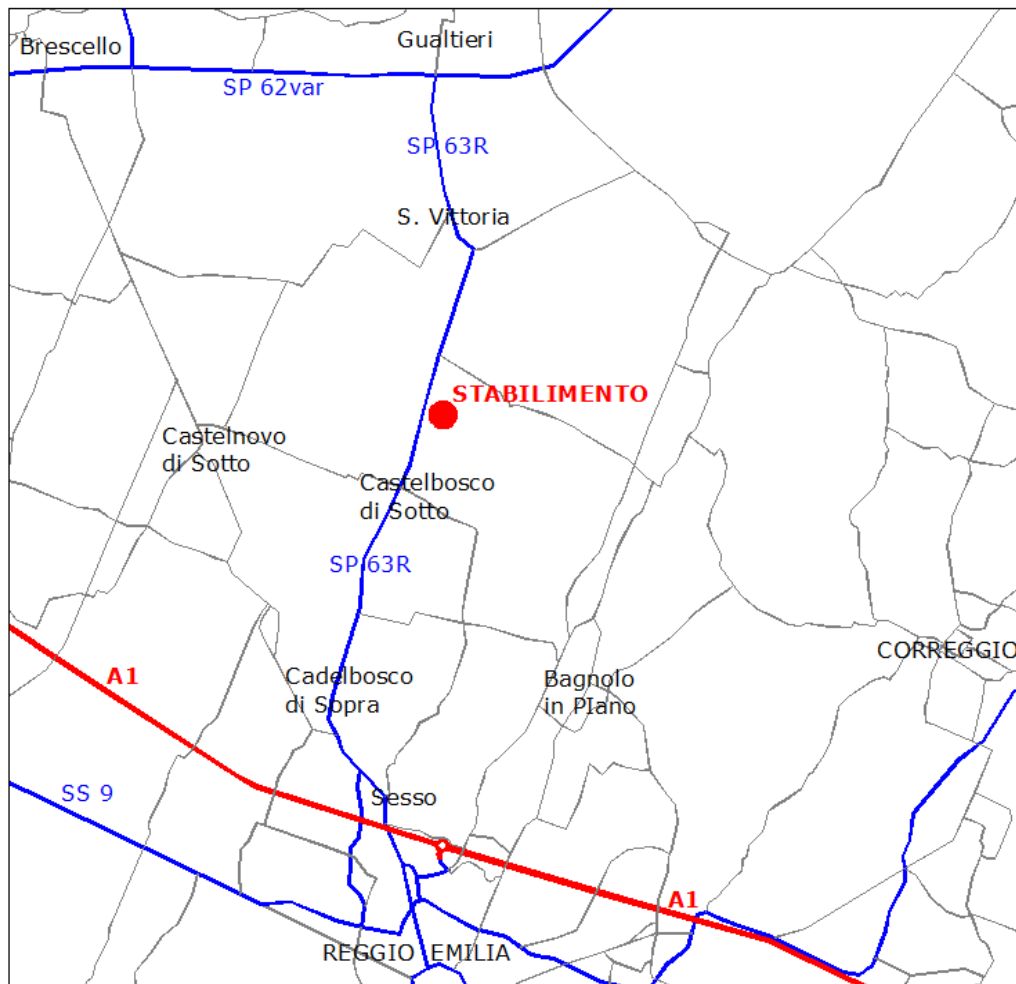 Gualtieri
Brescello
SP 62var
SP 63R
S. Vittoria
STABILIMENTO
Castelnovo
di Sotto
Castelbosco
di Sotto
SP 63R
CORREGGIO
A1
Cadelbosco
di Sopra
Bagnolo
in PIano
SS 9
Sesso
A1
REGGIO EMILIA